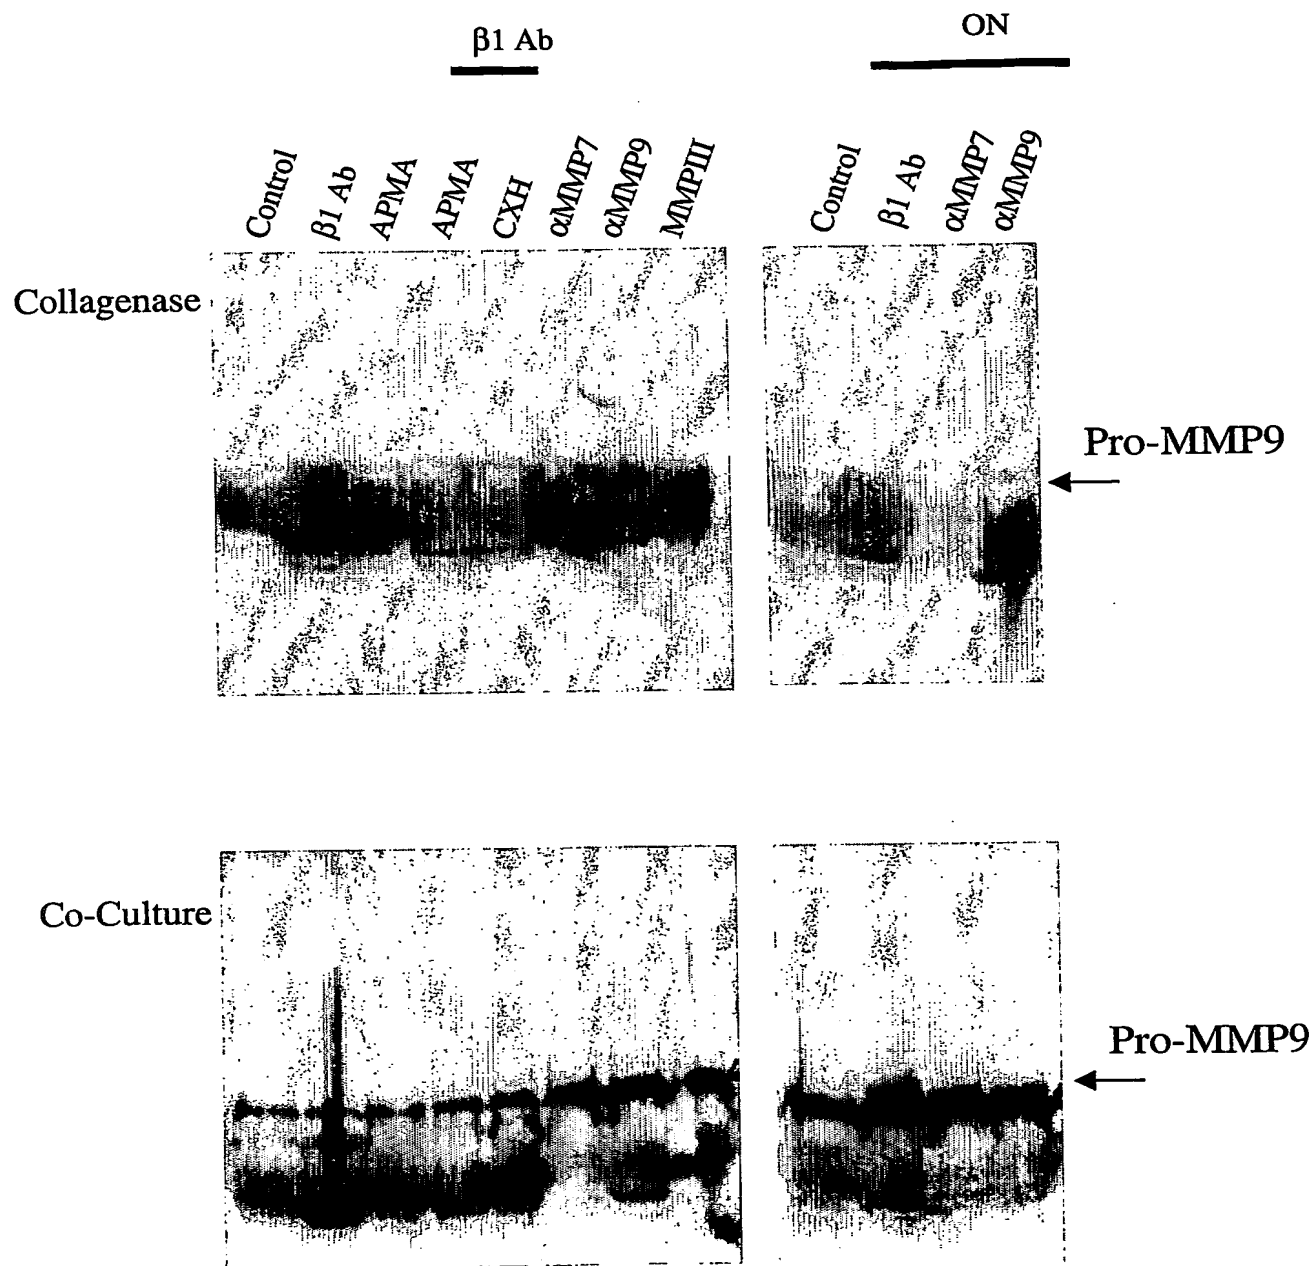 β1 Ab
ON
Control
β1 Ab
APMA
APMA
CXH
αMMP7
αMMP9
MMPIII
Control
β1 Ab
αMMP7
αMMP9
Collagenase
Pro-MMP9
Co-Culture
Pro-MMP9